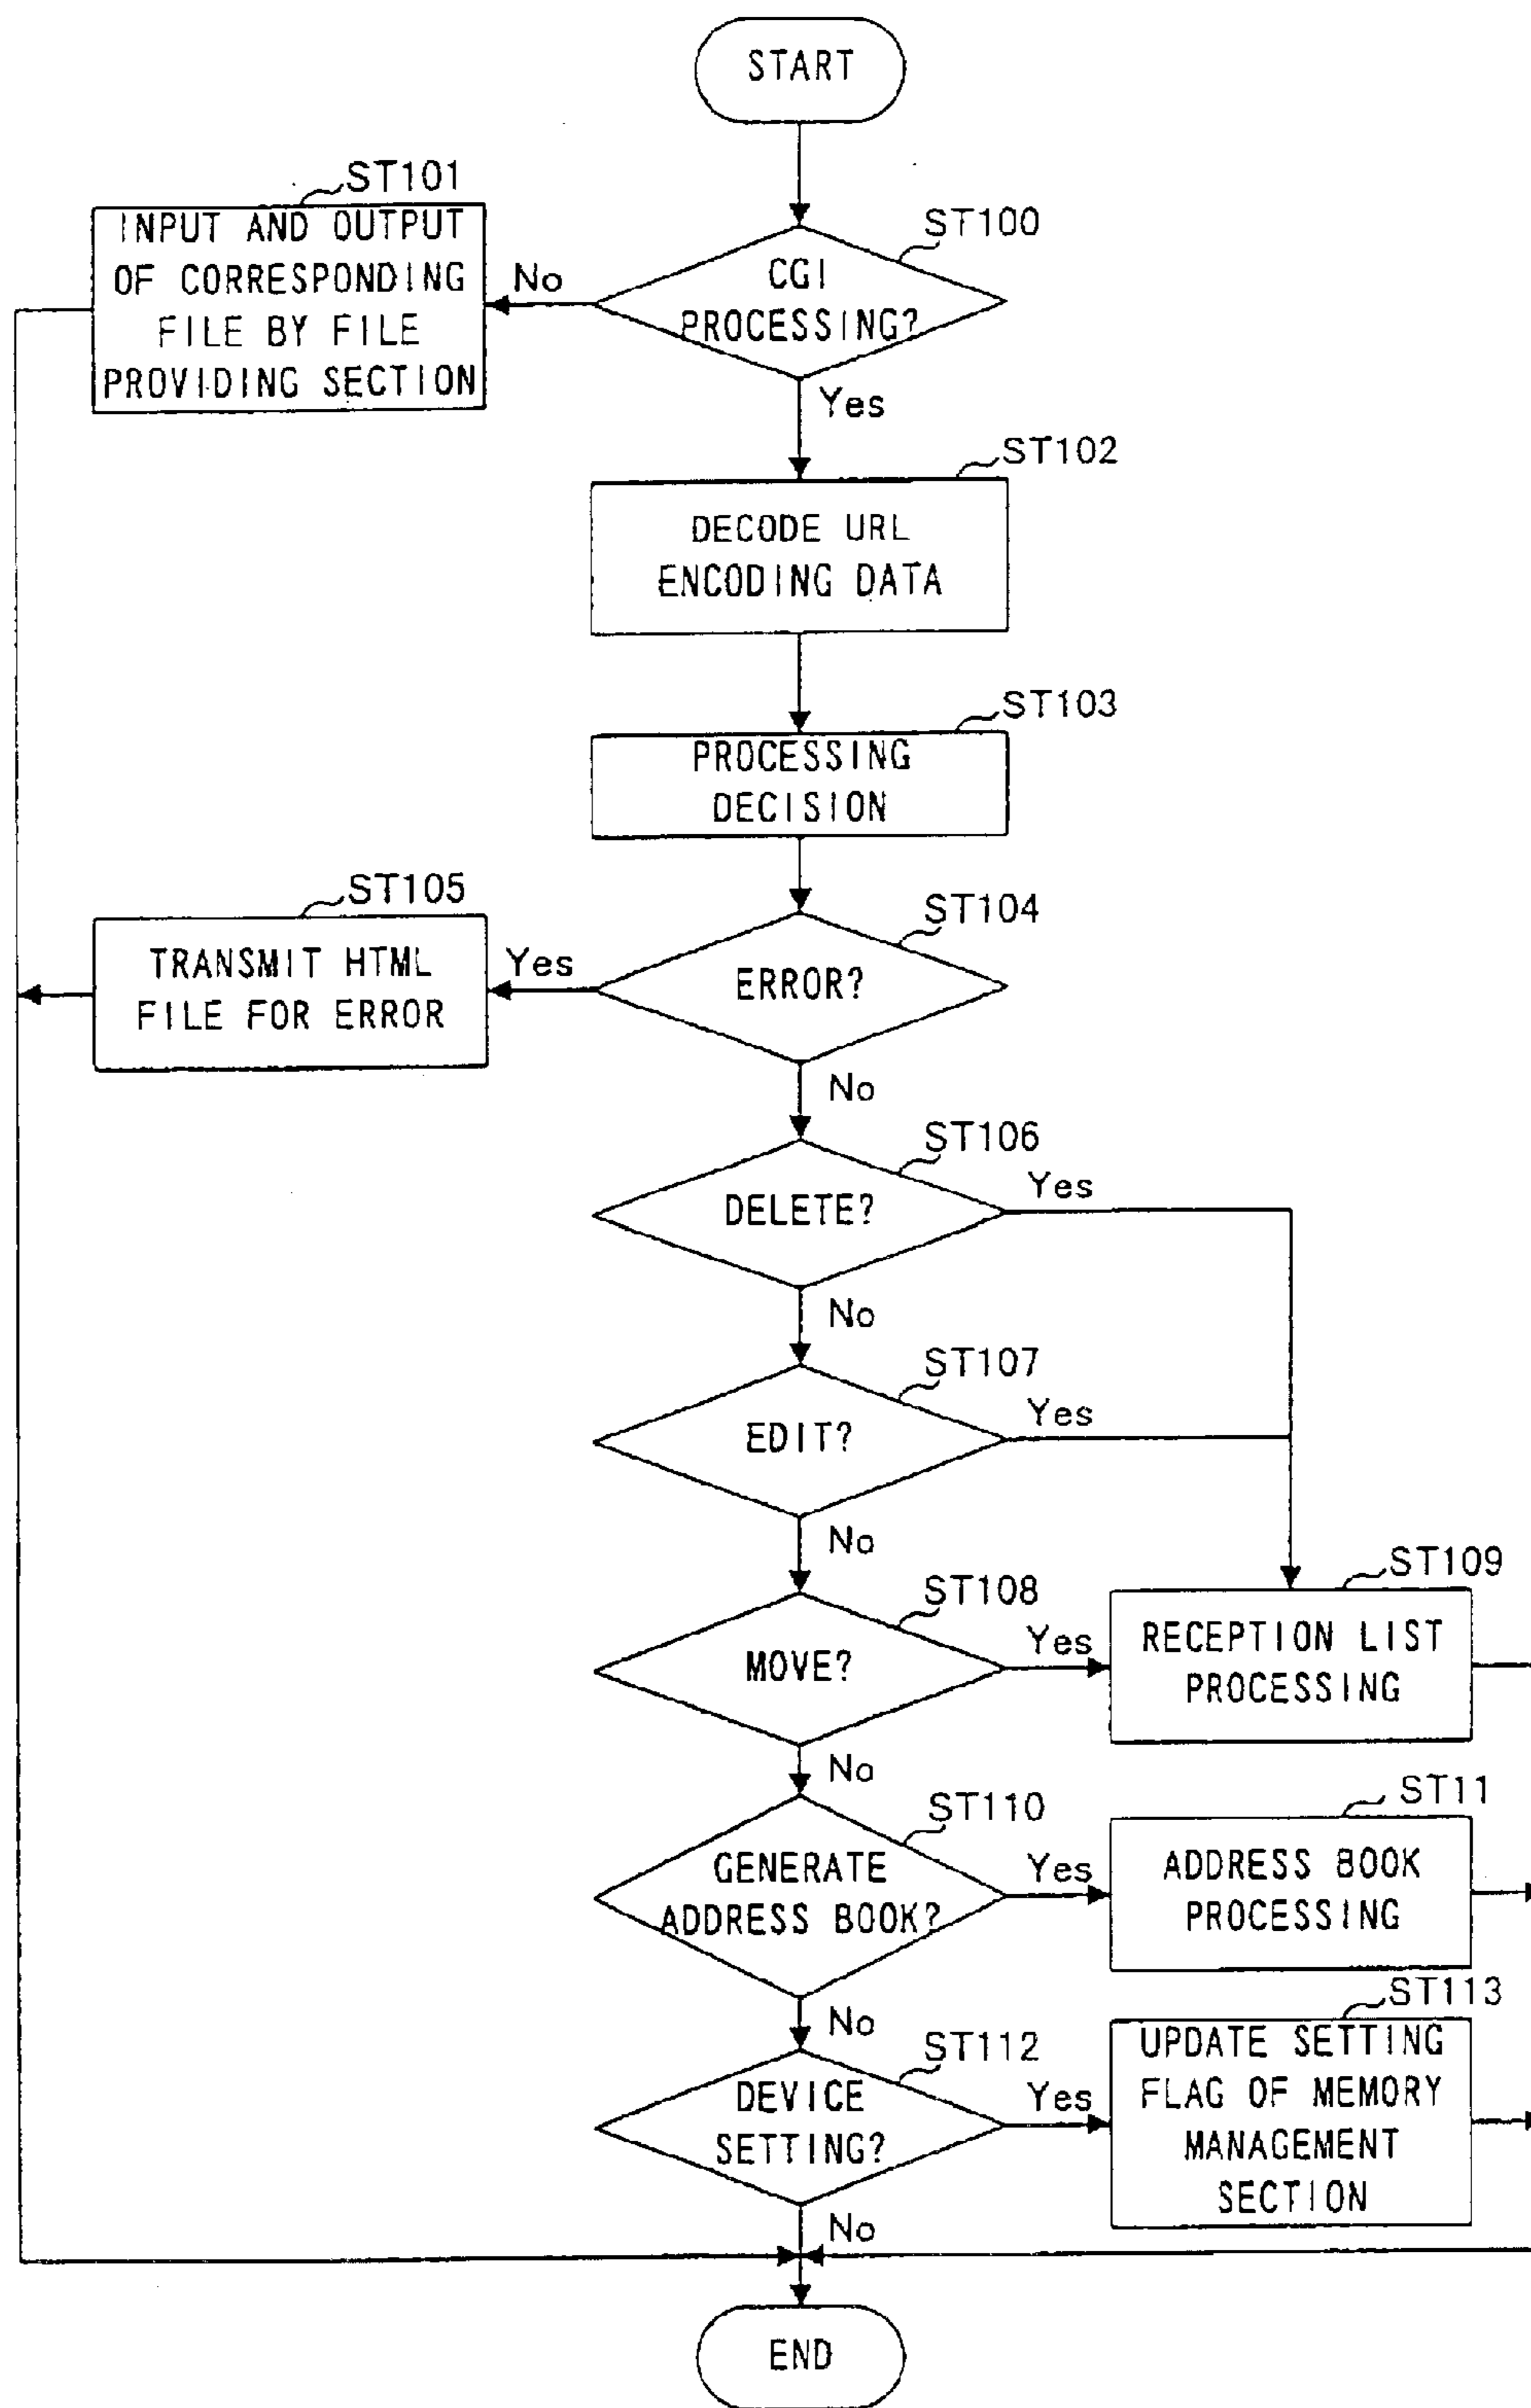 START
ST101
INPUT AND OUTPUT
OF CORRESPONDING
FILE BY FILE
PROVIDING SECTION
No
ST100
CGI
PROCESSING?
Yes
ST102
DECODE URL
ENCODING DATA
ST103
PROCESSING
DECISION
ST105
TRANSMIT HTML
FILE FOR ERROR
Yes
ST104
ERROR?
No
ST106
DELETE?
Yes
No
ST107
EDIT?
Yes
No
ST108
MOVE?
Yes
ST109
RECEPTION LIST
PROCESSING
No
ST110
GENERATE
ADDRESS BOOK?
Yes
ST11
ADDRESS BOOK
PROCESSING
No
ST112
DEVICE
SETTING?
Yes
ST113
UPDATE SETTING
FLAG OF MEMORY
MANAGEMENT
SECTION
No
END